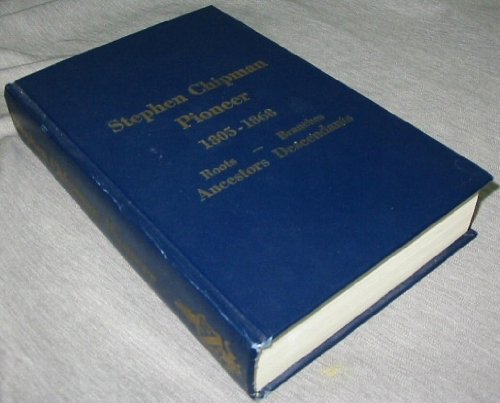 Stephen Chipman
Pioneer
1805-1868
Roots — Branches
Ancestors Descendants